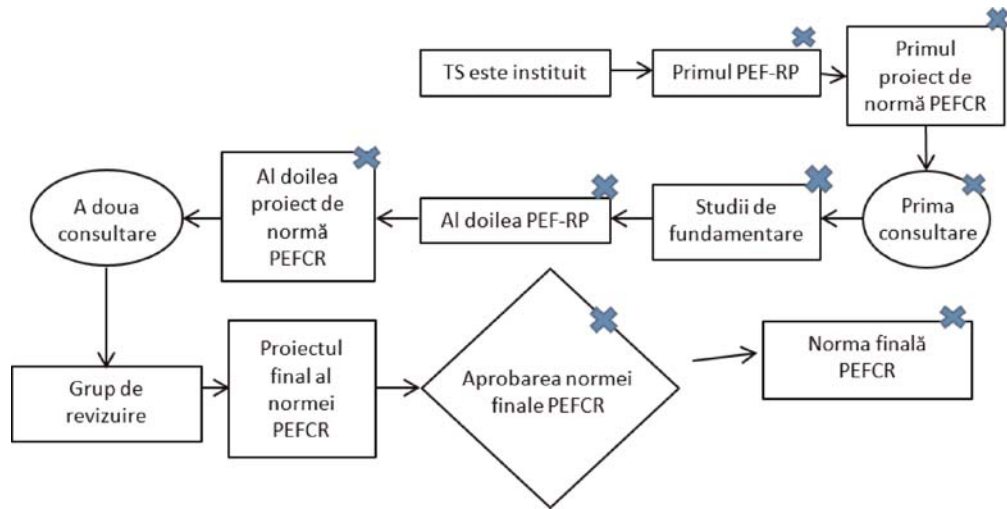 TS este instituit
Primul PEF-RP
Primul
proiect de
normă PEFCR
Prima
consultare
Studii de
fundamentare
Al doilea PEF-RP
Al doilea
proiect de
normă
PEFCR
A doua
consultare
Grup de
revizuire
Proiectul
final al
normei
PEFCR
Aprobarea normei
finale PEFCR
Norma finală
PEFCR